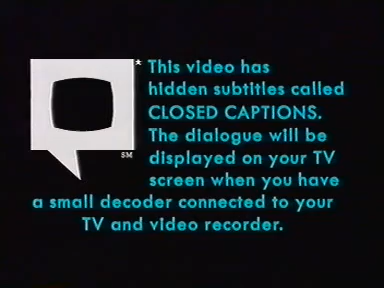 * This video has
hidden subtitles called
CLOSED CAPTIONS.
The dialogue will be
displayed on your TV
SM
screen when you have
a small decoder connected to your
TV and video recorder.